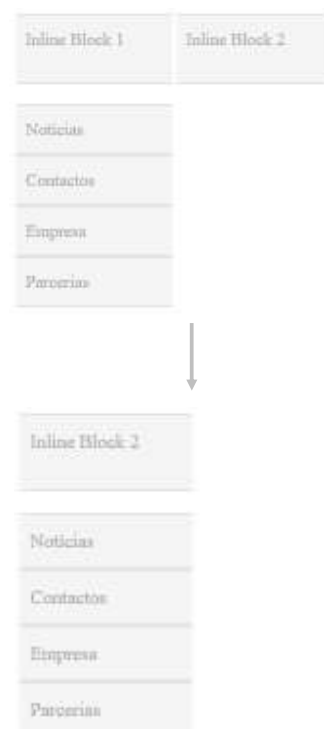 Inline Block 1 Inline Block 2
Noticias
Contactos
Empresa
Parcerias
Inline Block 2
Noticias
Contactos
Empresa
Parcerias